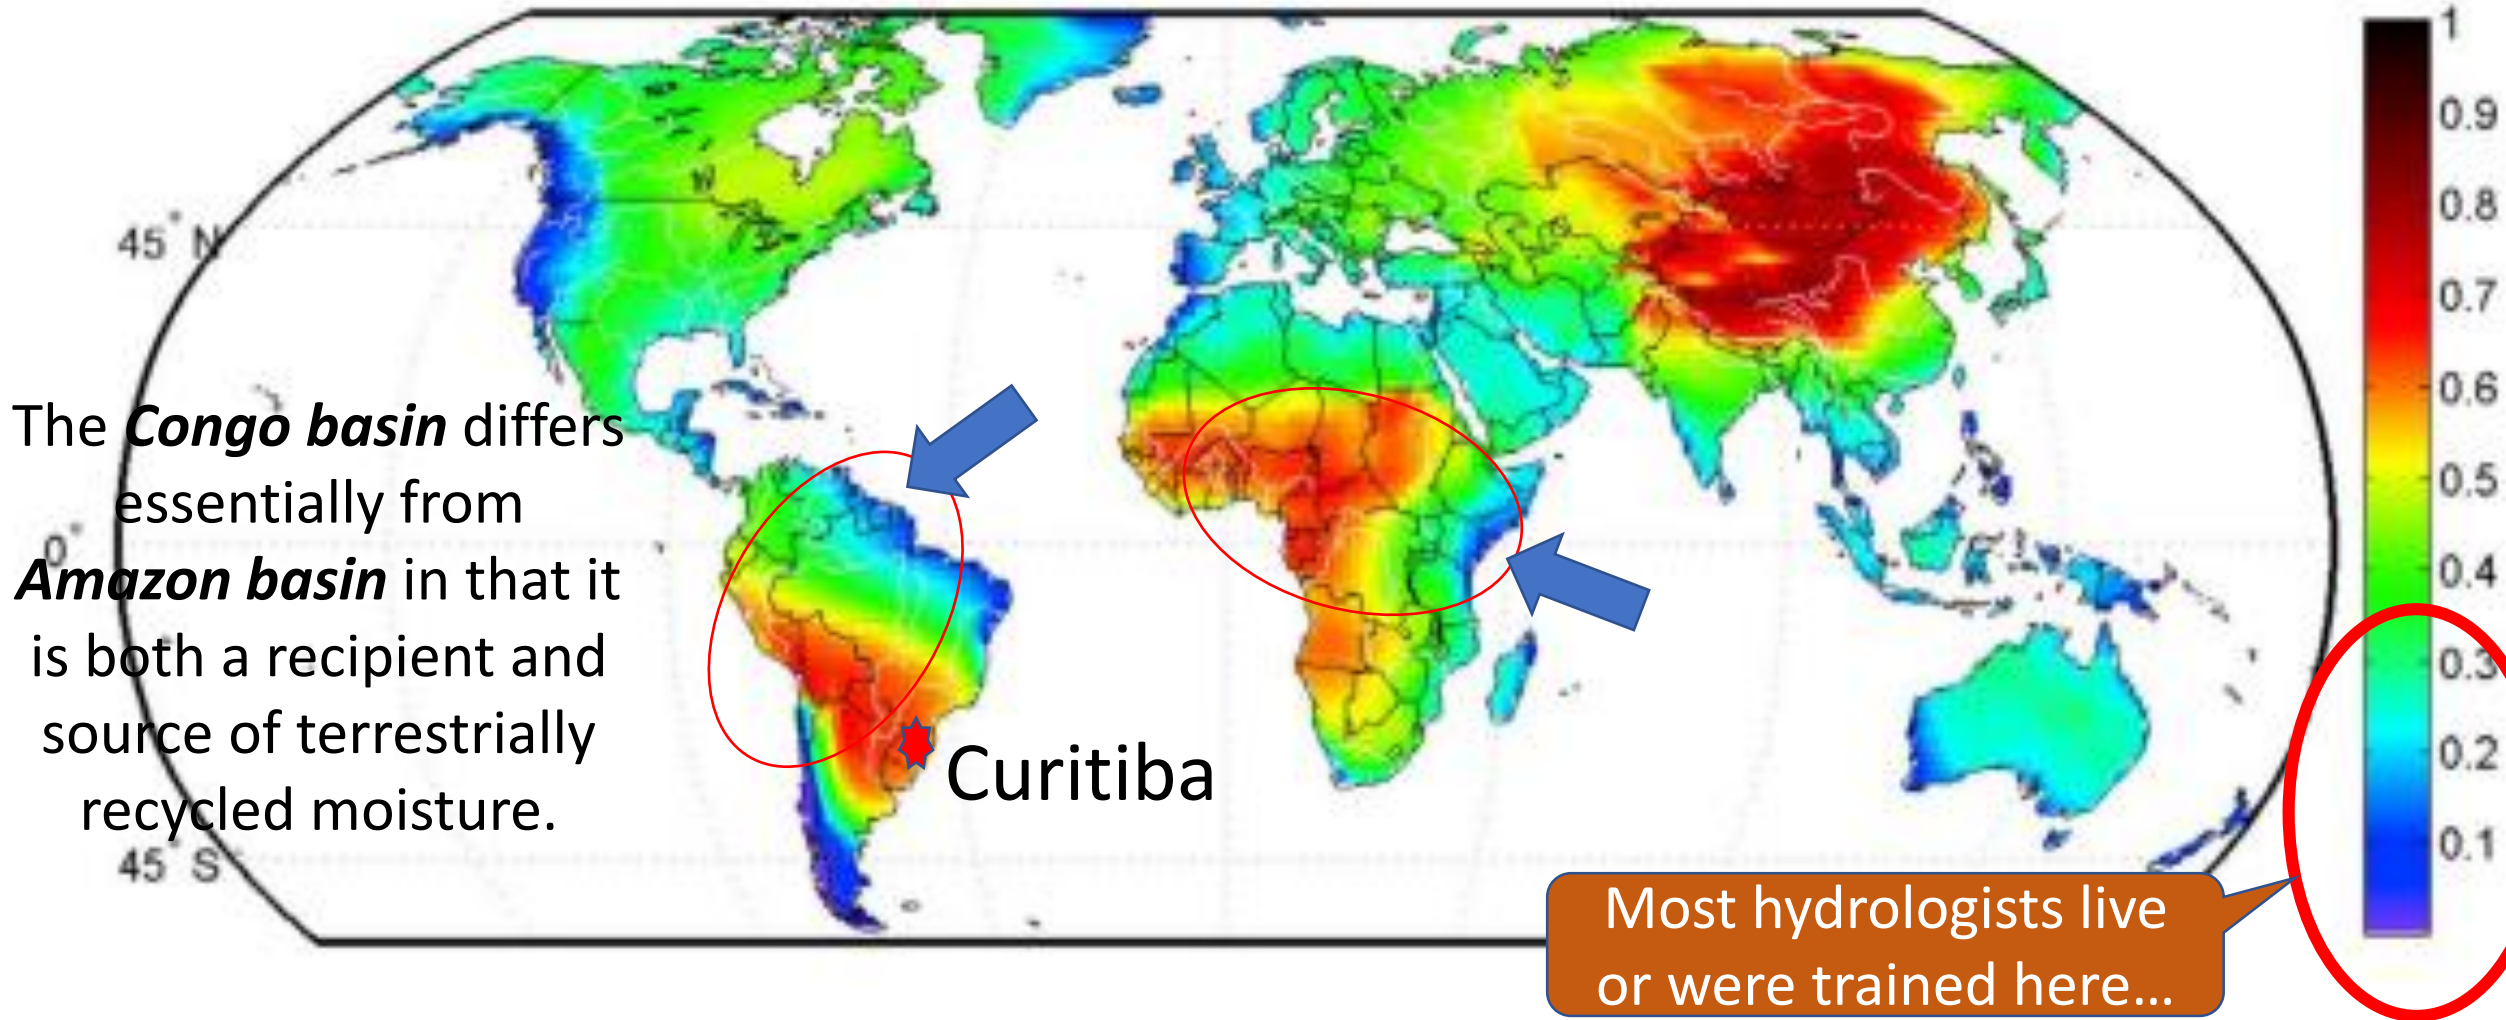 The Congo basin differs
essentially from
Amazon basin in that it
is both a recipient and
source of terrestrially
recycled moisture.
45° N
0°
45° S
Curitiba
Most hydrologists live
or were trained here...
1
0.9
0.8
0.7
0.6
0.5
0.4
0.3
0.2
0.1